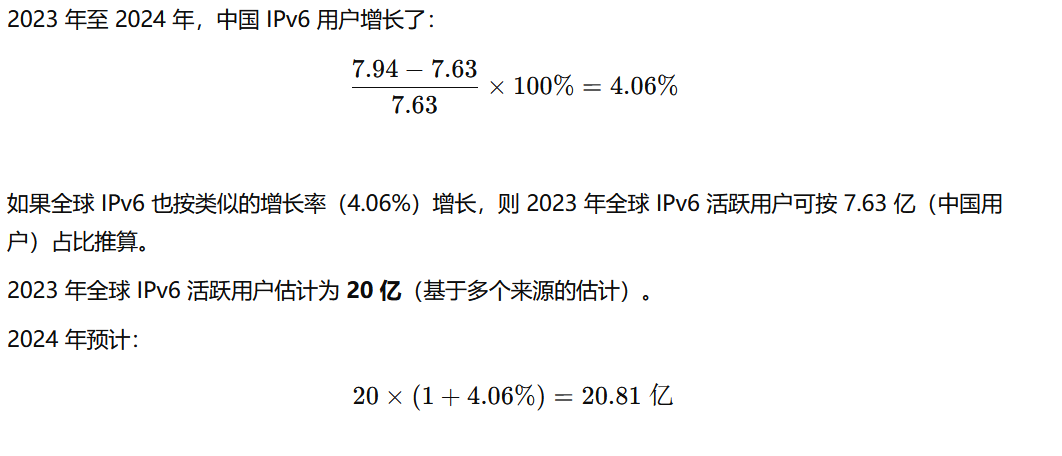 2023 年至 2024 年，中国 IPv6 用户增长了：
\frac{7.94 − 7.63}{7.63} × 100% = 4.06%
如果全球 IPv6 也按类似的增长率（4.06%）增长，则 2023 年全球 IPv6 活跃用户可按 7.63 亿（中国用
户）占比推算。
2023 年全球 IPv6 活跃用户估计为 20 亿（基于多个来源的估计）。
2024 年预计：
20 × (1 + 4.06%) = 20.81 亿